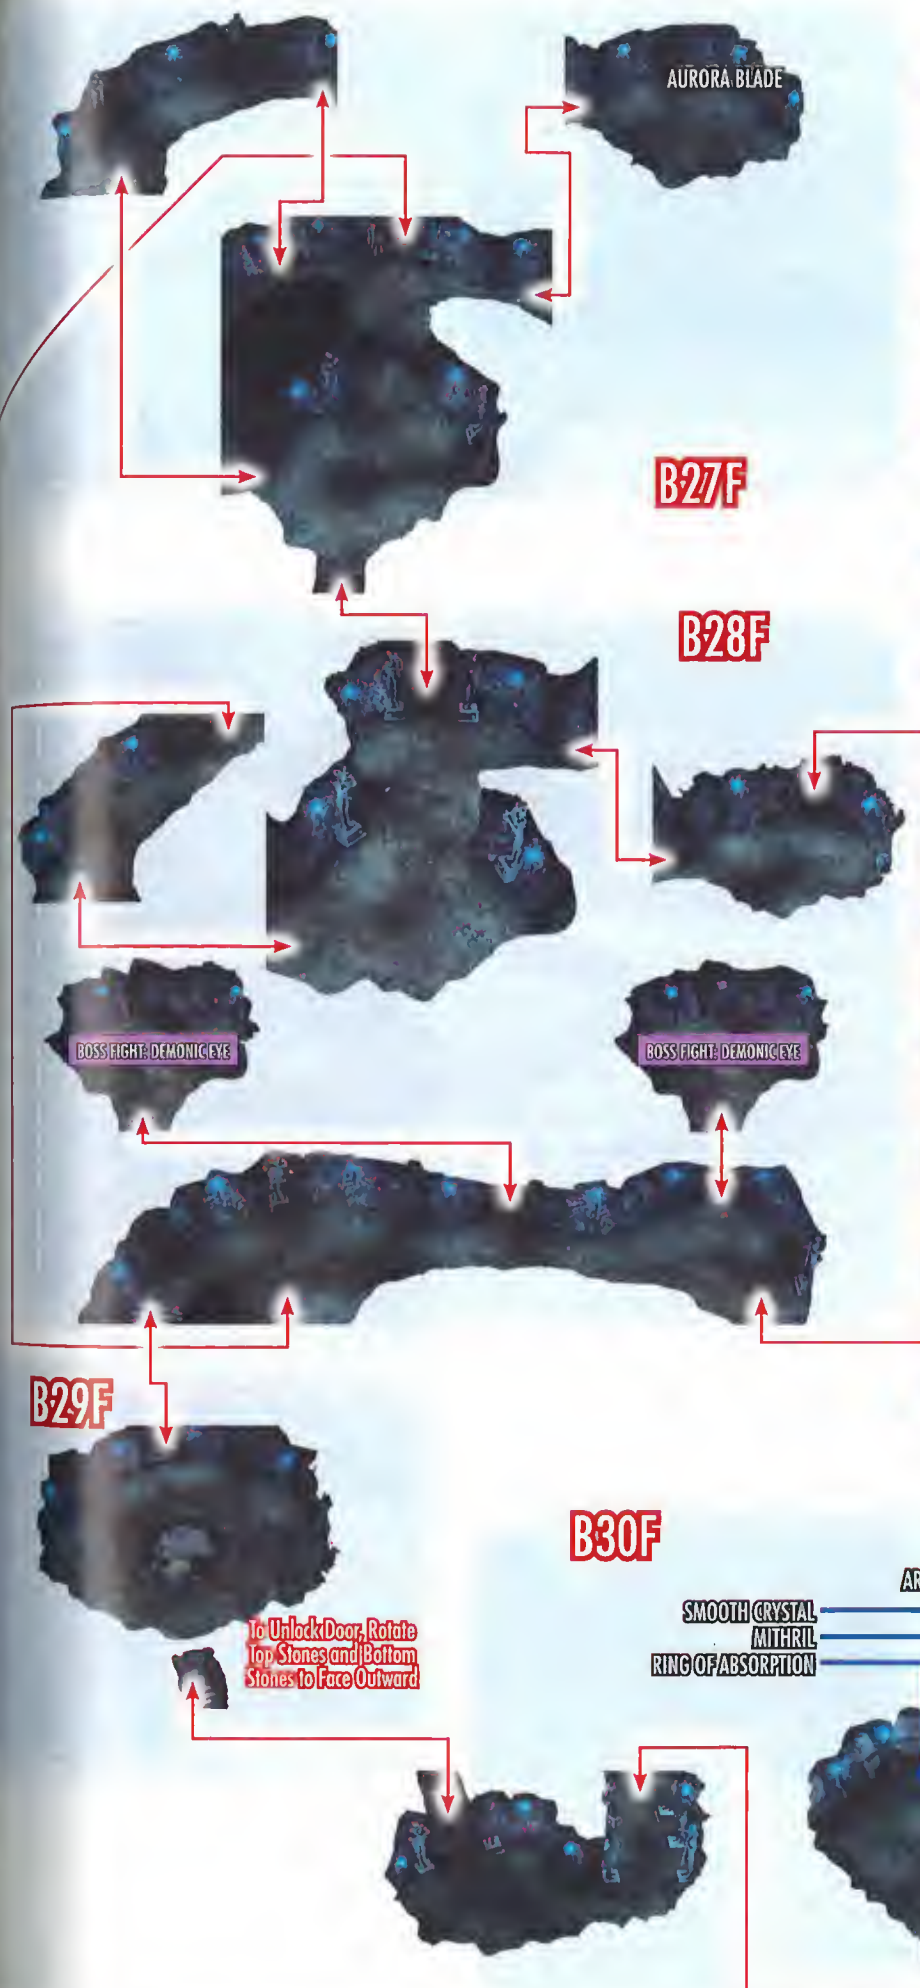 AURORA BLADE
B27F
B28F
BOSS FIGHT: DEMONIC EYE
BOSS FIGHT: DEMONIC EYE
B29F
To Unlock Door, Rotate
Top Stones and Bottom
Stones to Face Outward
B30F
AR
SMOOTH CRYSTAL
MITHRIL
RING OF ABSORPTION